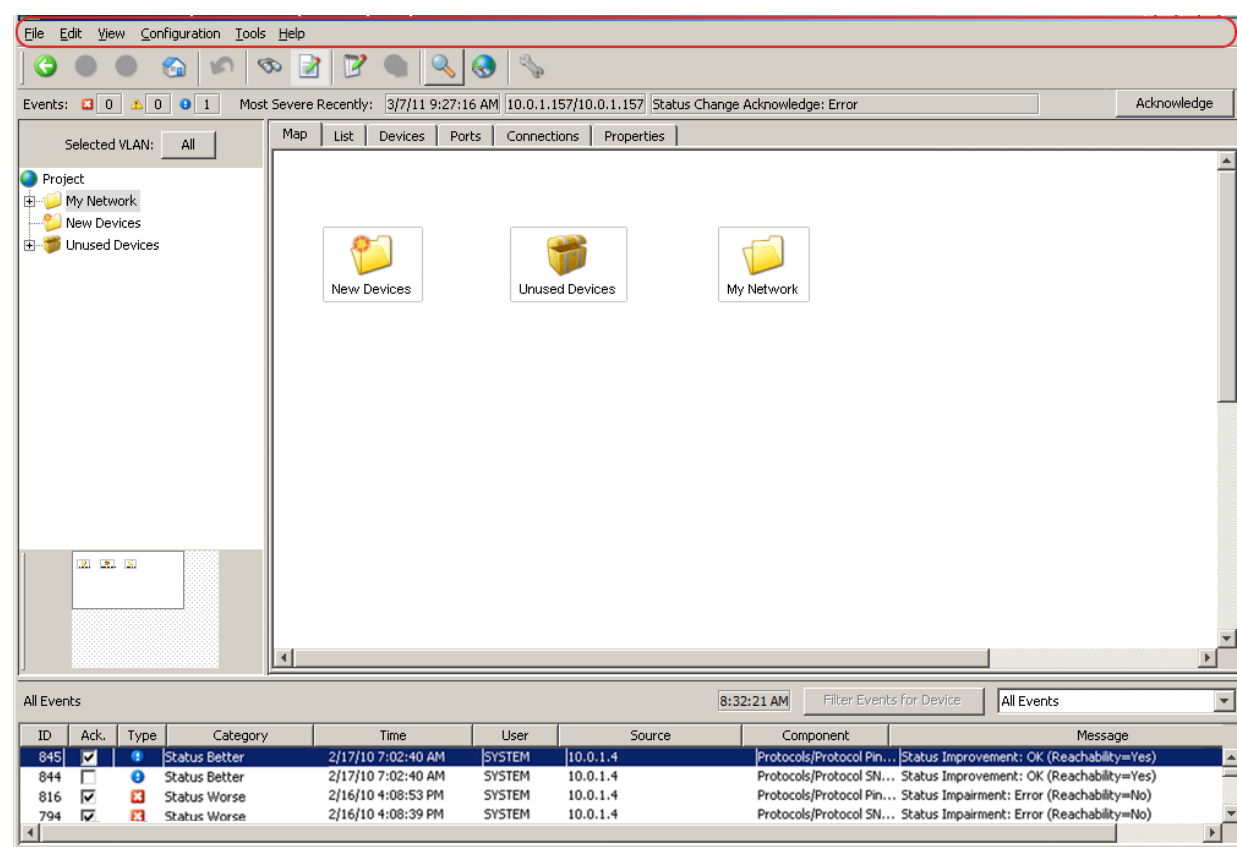 File Edit View Configuration Tools Help
Events: 0 0 1 Most Severe Recently: 3/7/11 9:27:16 AM 10.0.1.157/10.0.1.157 Status Change Acknowledge: Error Acknowledge
Selected VLAN: All
Map List Devices Ports Connections Properties
Project
My Network
New Devices
Unused Devices
New Devices Unused Devices My Network
All Events 8:32:21 AM Filter Events for Device All Events
ID Ack. Type Category Time User Source Component Message
845 Status Better 2/17/10 7:02:40 AM SYSTEM 10.0.1.4 Protocols/Protocol Pin... Status Improvement: OK (Reachability=Yes)
844 Status Better 2/17/10 7:02:40 AM SYSTEM 10.0.1.4 Protocols/Protocol SN... Status Improvement: OK (Reachability=Yes)
816 Status Worse 2/16/10 4:08:53 PM SYSTEM 10.0.1.4 Protocols/Protocol Pin... Status Impairment: Error (Reachability=No)
794 Status Worse 2/16/10 4:08:39 PM SYSTEM 10.0.1.4 Protocols/Protocol SN... Status Impairment: Error (Reachability=No)